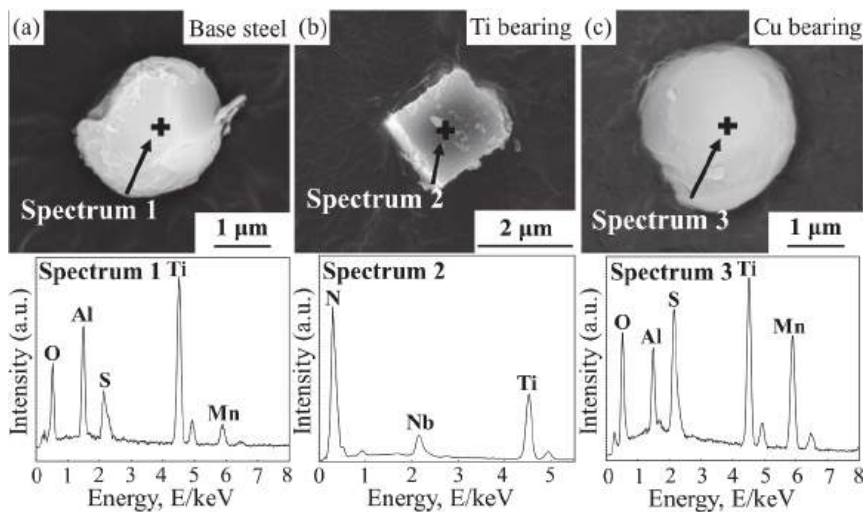 (a) Base steel
Spectrum 1
1 μm
(b) Ti bearing
Spectrum 2
2 μm
(c) Cu bearing
Spectrum 3
1 μm
Spectrum 1
Intensity (a.u.)
O
Al
S
Ti
Mn
0 1 2 3 4 5 6 7 8
Energy, E/keV
Spectrum 2
Intensity (a.u.)
N
Nb
Ti
0 1 2 3 4 5
Energy, E/keV
Spectrum 3
Intensity (a.u.)
O
Al
S
Ti
Mn
0 1 2 3 4 5 6 7 8
Energy, E/keV